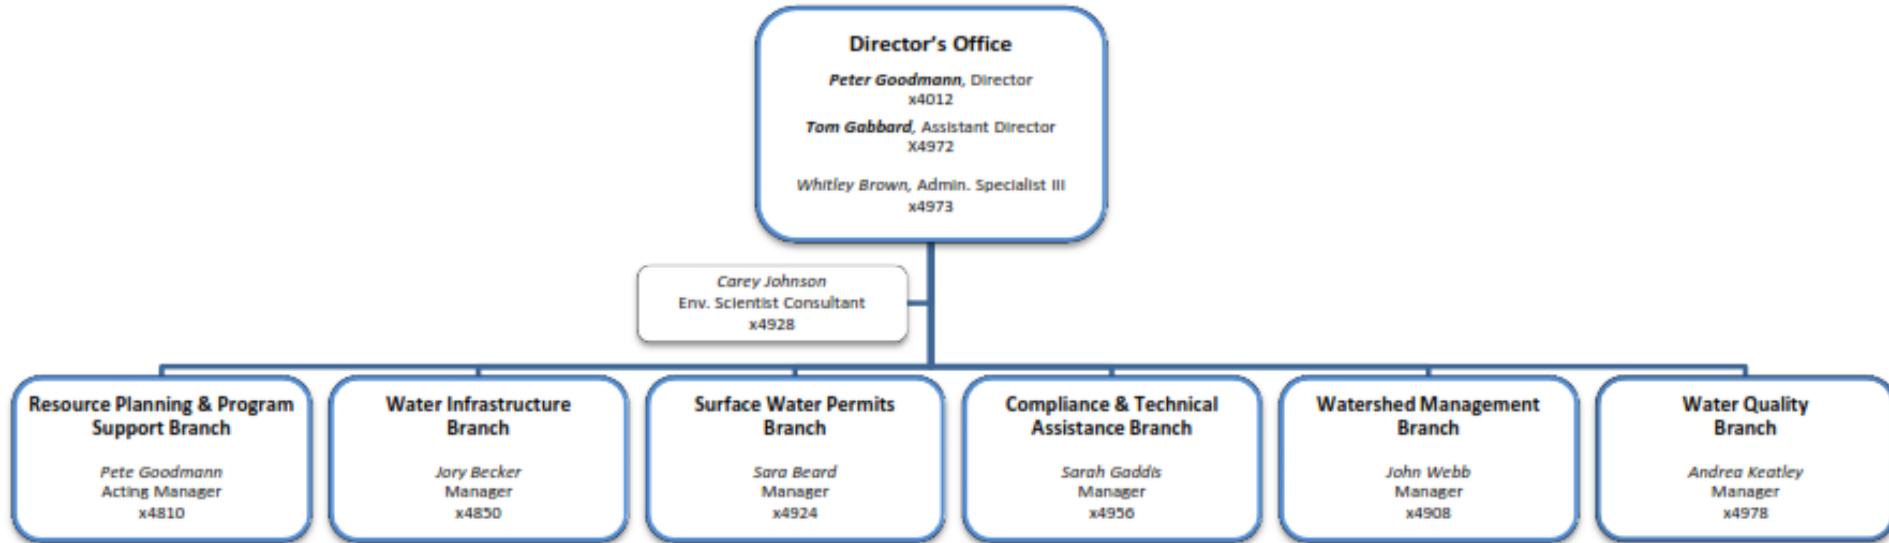 Director's Office
Peter Goodmann, Director
x4012
Tom Gabbard, Assistant Director
X4972
Whitley Brown, Admin. Specialist III
x4973
Carey Johnson
Env. Scientist Consultant
x4928
Resource Planning & Program
Support Branch
Pete Goodmann
Acting Manager
x4810
Water Infrastructure
Branch
Jory Becker
Manager
x4850
Surface Water Permits
Branch
Sara Beard
Manager
x4924
Compliance & Technical
Assistance Branch
Sarah Gaddis
Manager
x4956
Watershed Management
Branch
John Webb
Manager
x4908
Water Quality
Branch
Andrea Keatley
Manager
x4978